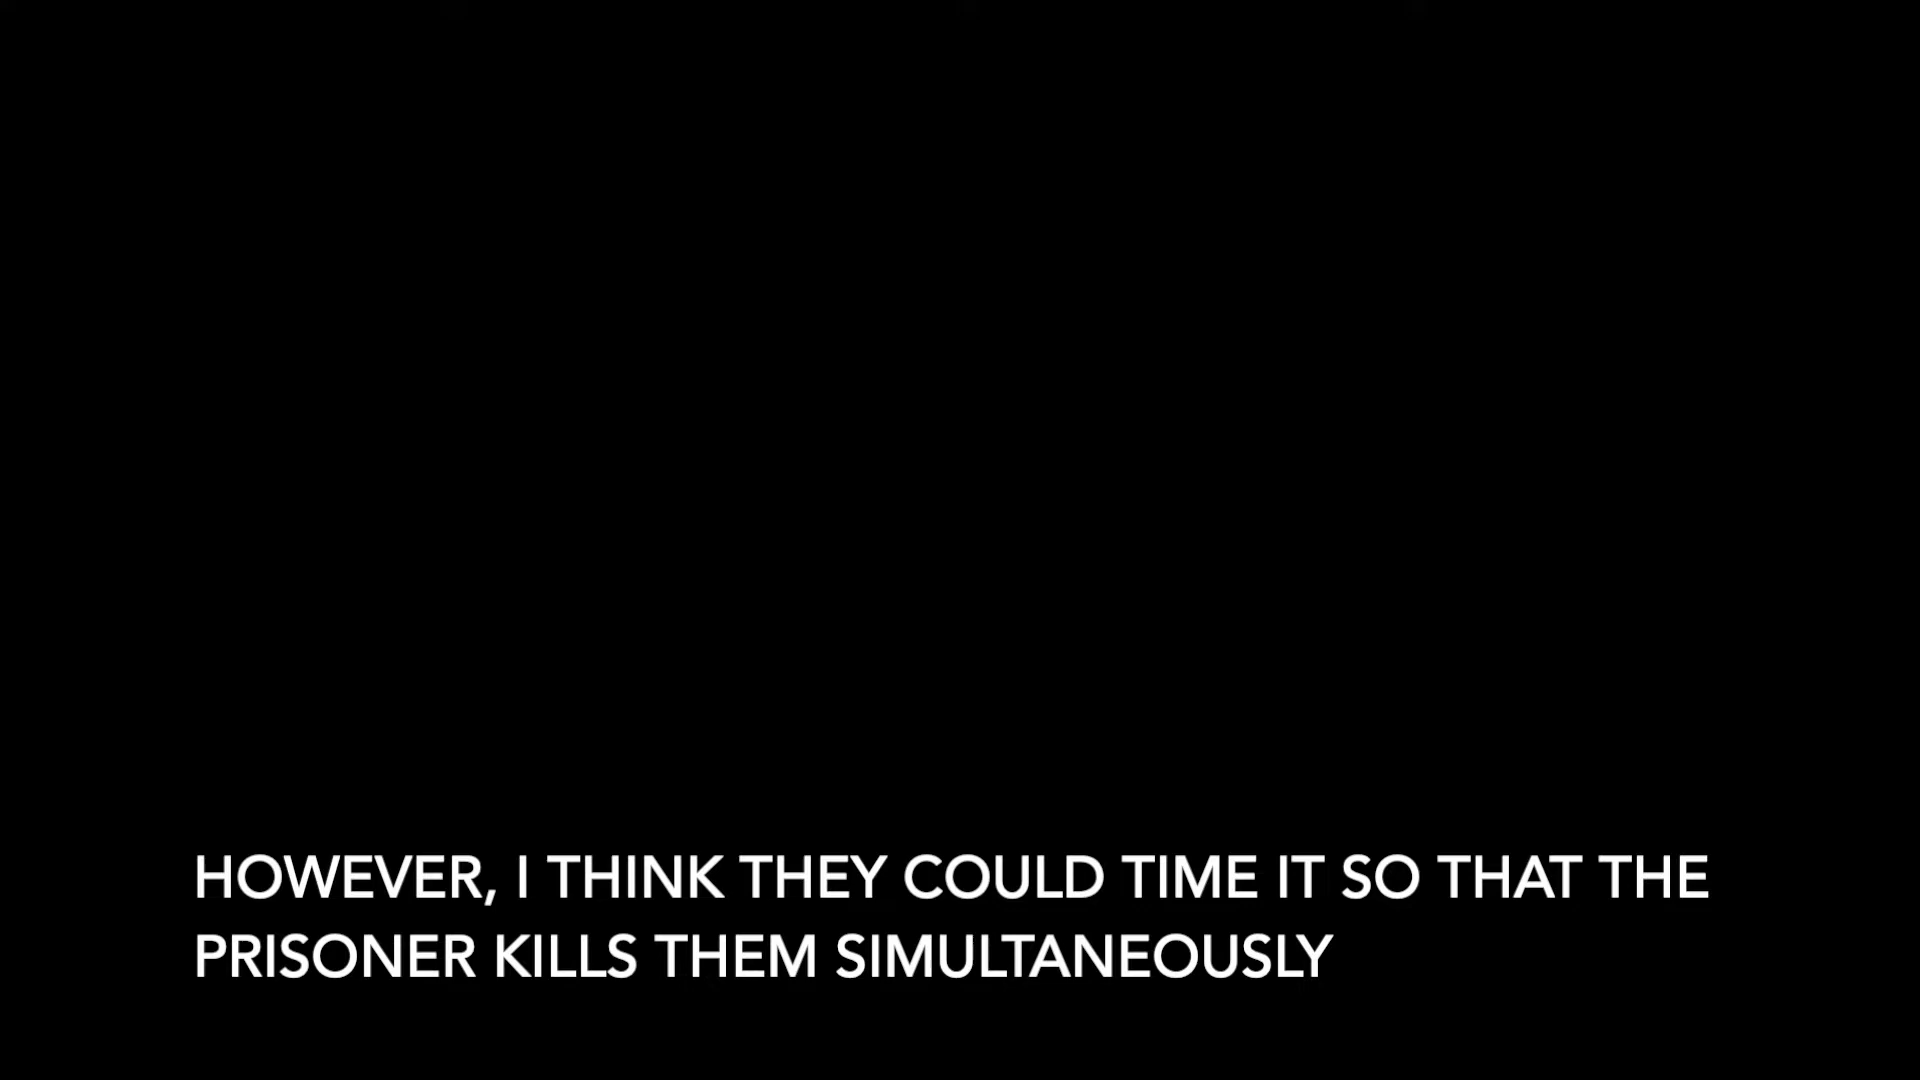 HOWEVER, I THINK THEY COULD TIME IT SO THAT THE
PRISONER KILLS THEM SIMULTANEOUSLY